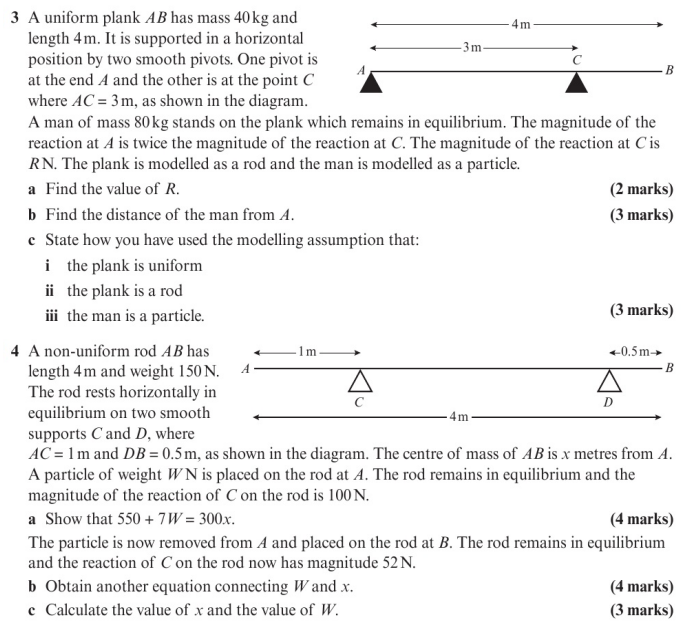 3 A uniform plank AB has mass 40 kg and
length 4 m. It is supported in a horizontal
position by two smooth pivots. One pivot is
at the end A and the other is at the point C
where AC = 3 m, as shown in the diagram.
4 m
3 m
A
C
B
A man of mass 80 kg stands on the plank which remains in equilibrium. The magnitude of the
reaction at A is twice the magnitude of the reaction at C. The magnitude of the reaction at C is
R N. The plank is modelled as a rod and the man is modelled as a particle.
a Find the value of R. (2 marks)
b Find the distance of the man from A. (3 marks)
c State how you have used the modelling assumption that:
i the plank is uniform
ii the plank is a rod
iii the man is a particle. (3 marks)
4 A non-uniform rod AB has
length 4 m and weight 150 N.
The rod rests horizontally in
equilibrium on two smooth
supports C and D, where
1 m
0.5 m
A
B
C
D
4 m
AC = 1 m and DB = 0.5 m, as shown in the diagram. The centre of mass of AB is x metres from A.
A particle of weight W N is placed on the rod at A. The rod remains in equilibrium and the
magnitude of the reaction of C on the rod is 100 N.
a Show that 550 + 7W = 300x. (4 marks)
The particle is now removed from A and placed on the rod at B. The rod remains in equilibrium
and the reaction of C on the rod now has magnitude 52 N.
b Obtain another equation connecting W and x. (4 marks)
c Calculate the value of x and the value of W. (3 marks)